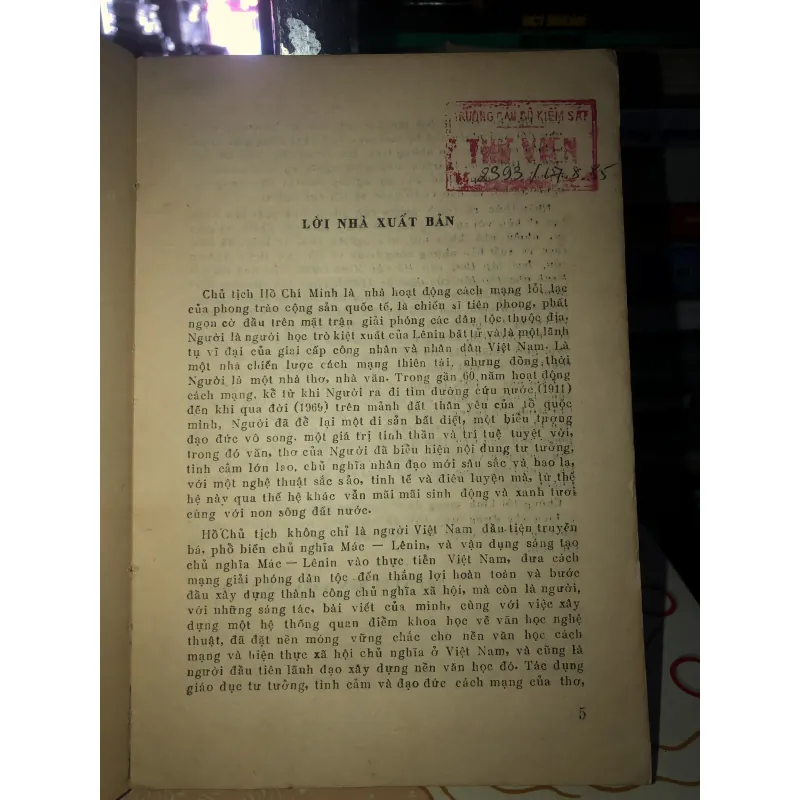 TRƯỜNG CÁN BỘ KIỂM SÁT
THƯ VIỆN
2393/17.8.85
LỜI NHÀ XUẤT BẢN
Chủ tịch Hồ Chí Minh là nhà hoạt động cách mạng lỗi lạc
của phong trào cộng sản quốc tế, là chiến sĩ tiên phong, phất
ngọn cờ đầu trên mặt trận giải phóng các dân tộc thuộc địa.
Người là người học trò kiệt xuất của Lênin bất tử và là một lãnh
tụ vĩ đại của giai cấp công nhân và nhân dân Việt Nam. Là
một nhà chiến lược cách mạng thiên tài, nhưng đồng thời
Người là một nhà thơ, nhà văn. Trong gần 60 năm hoạt động
cách mạng, kể từ khi Người ra đi tìm đường cứu nước (1911)
đến khi qua đời (1969) trên mảnh đất thân yêu của tổ quốc
mình, Người đã để lại một di sản bất diệt, một biểu tượng
đạo đức vô song, một giá trị tinh thần và trí tuệ tuyệt vời,
trong đó văn, thơ của Người đã biểu hiện nội dung tư tưởng,
tình cảm lớn lao, chủ nghĩa nhân đạo mới sâu sắc và bao la,
với một nghệ thuật sắc sảo, tinh tế và điêu luyện mà, từ thế
hệ này qua thế hệ khác vẫn mãi mãi sinh động và xanh tươi
cùng với non sông đất nước.
Hồ Chủ tịch không chỉ là người Việt Nam đầu tiên truyền
bá, phổ biến chủ nghĩa Mác — Lênin, và vận dụng sáng tạo
chủ nghĩa Mác — Lênin vào thực tiễn Việt Nam, đưa cách
mạng giải phóng dân tộc đến thắng lợi hoàn toàn và bước
đầu xây dựng thành công chủ nghĩa xã hội, mà còn là người,
với những sáng tác, bài viết của mình, cùng với việc xây
dựng một hệ thống quan điểm khoa học về văn học nghệ
thuật, đã đặt nền móng vững chắc cho nền văn học cách
mạng và hiện thực xã hội chủ nghĩa ở Việt Nam, và cũng là
người đầu tiên lãnh đạo xây dựng nền văn học đó. Tác dụng
giáo dục tư tưởng, tình cảm và đạo đức cách mạng của thơ,
5